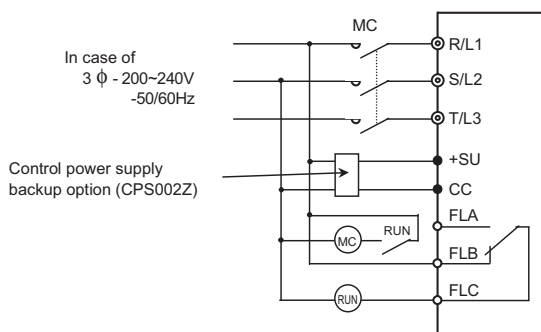 MC
In case of
3 ϕ - 200~240V
-50/60Hz
R/L1
S/L2
T/L3
Control power supply
backup option (CPS002Z)
+SU
CC
FLA
MC
RUN
FLB
RUN
FLC